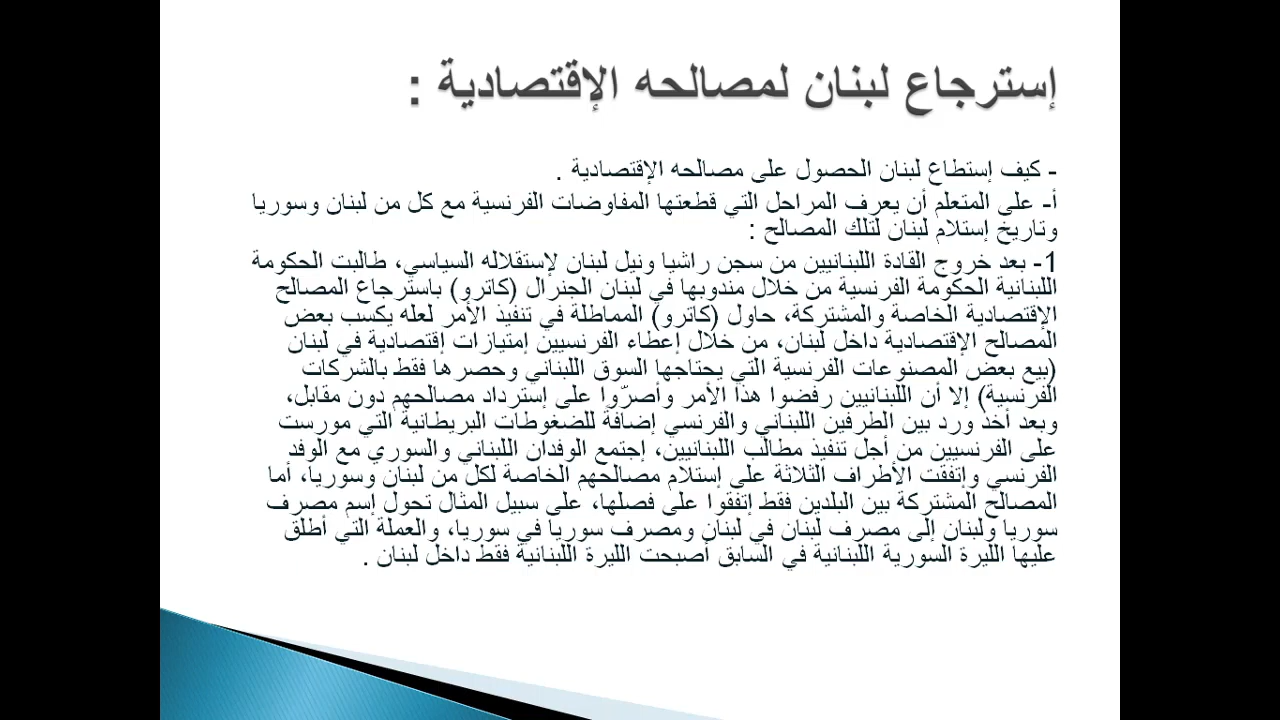 إسترجاع لبنان لمصالحه الإقتصادية :
- كيف إستطاع لبنان الحصول على مصالحه الإقتصادية .
أ- على المتعلم أن يعرف المراحل التي قطعتها المفاوضات الفرنسية مع كل من لبنان وسوريا
وتاريخ إستلام لبنان لتلك المصالح :
1- بعد خروج القادة اللبنانيين من سجن راشيا ونيل لبنان لإستقلاله السياسي، طالبت الحكومة
اللبنانية الحكومة الفرنسية من خلال مندوبها في لبنان الجنرال (كاترو) باسترجاع المصالح
الإقتصادية الخاصة والمشتركة، حاول (كاترو) المماطلة في تنفيذ الأمر لعله يكسب بعض
المصالح الإقتصادية داخل لبنان، من خلال إعطاء الفرنسيين إمتيازات إقتصادية في لبنان
(بيع بعض المصنوعات الفرنسية التي يحتاجها السوق اللبناني وحصرها فقط بالشركات
الفرنسية) إلا أن اللبنانيين رفضوا هذا الأمر وأصرّوا على إسترداد مصالحهم دون مقابل،
وبعد أخذ ورد بين الطرفين اللبناني والفرنسي إضافة للضغوطات البريطانية التي مورست
على الفرنسيين من أجل تنفيذ مطالب اللبنانيين، إجتمع الوفدان اللبناني والسوري مع الوفد
الفرنسي وإتفقت الأطراف الثلاثة على إستلام مصالحهم الخاصة لكل من لبنان وسوريا، أما
المصالح المشتركة بين البلدين فقط إتفقوا على فصلها، على سبيل المثال تحول إسم مصرف
سوريا ولبنان إلى مصرف لبنان في لبنان ومصرف سوريا في سوريا، والعملة التي أطلق
عليها الليرة السورية اللبنانية في السابق أصبحت الليرة اللبنانية فقط داخل لبنان .